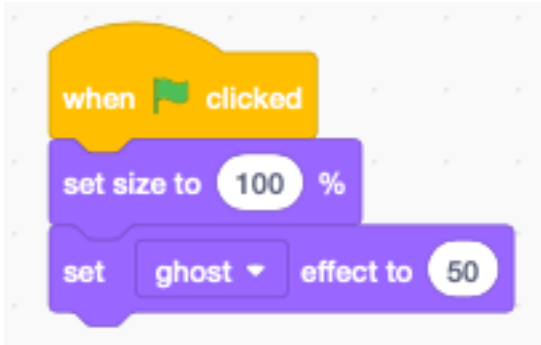 when clicked
set size to 100 %
set ghost effect to 50